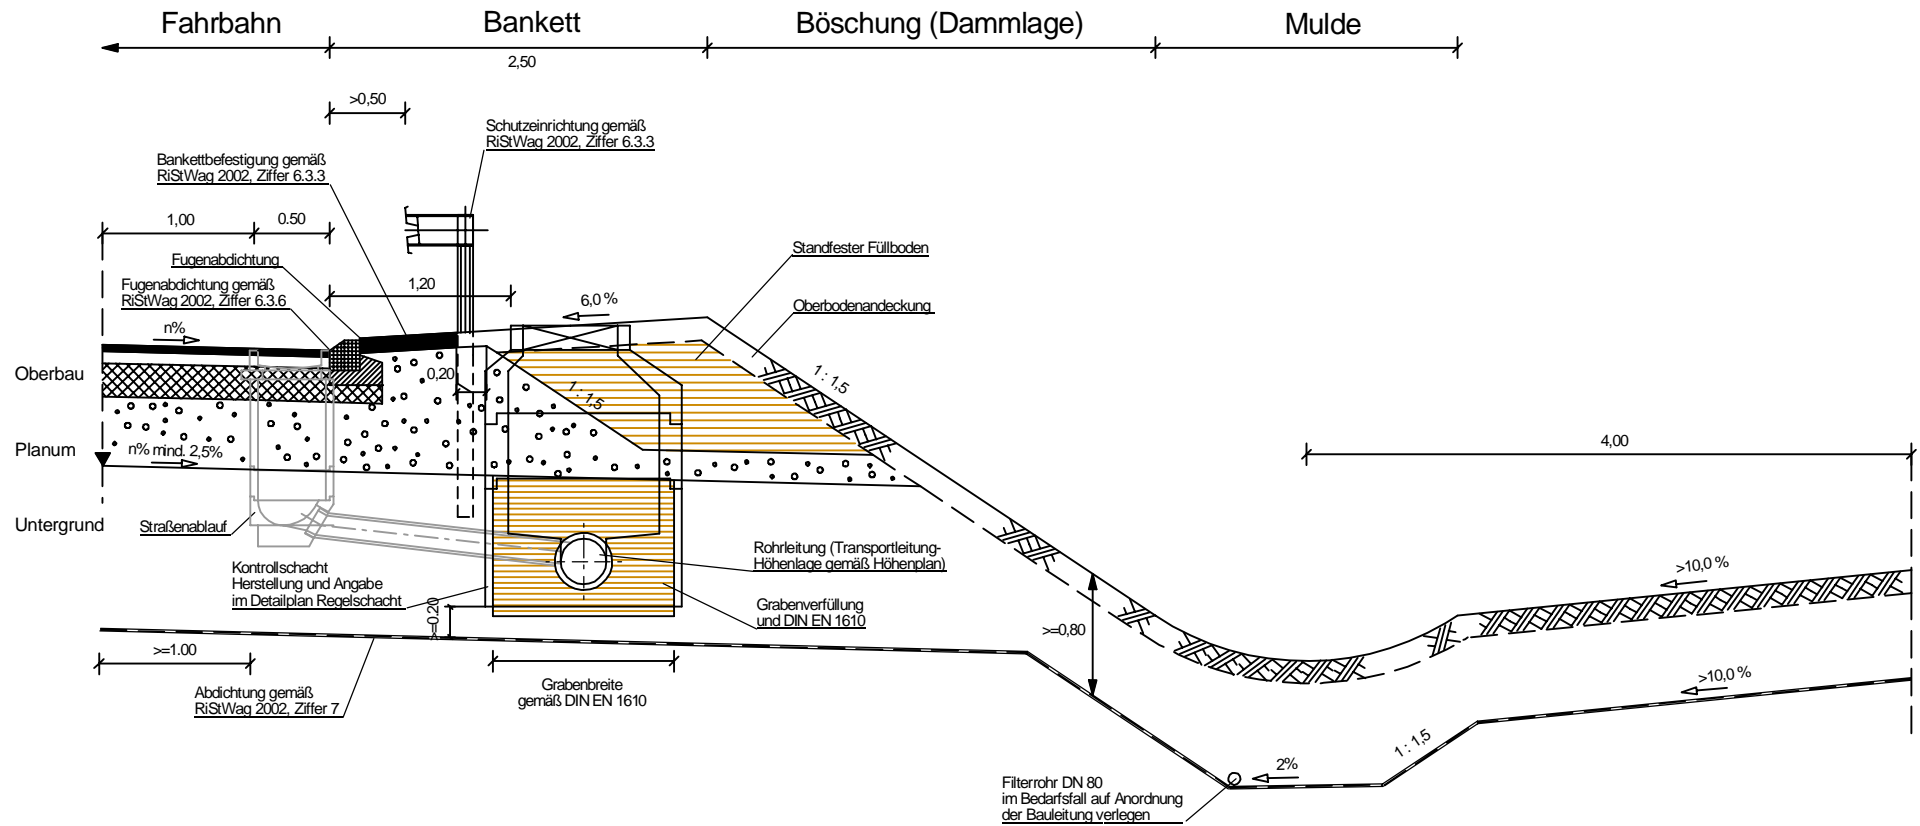 Fahrbahn
Bankett
Böschung (Dammlage)
Mulde
2,50
>0,50
Schutzeinrichtung gemäß
RiStWag 2002, Ziffer 6.3.3
Bankettbefestigung gemäß
RiStWag 2002, Ziffer 6.3.3
1,00
0.50
Fugenabdichtung
Fugenabdichtung gemäß
RiStWag 2002, Ziffer 6.3.6
1,20
6,0 %
Standfester Füllboden
Oberbodenandeckung
n%
Oberbau
0,20
1 : 1,5
1 : 1,5
Planum
n% mind. 2,5%
4,00
Untergrund
Straßenablauf
Kontrollschacht
Herstellung und Angabe
im Detailplan Regelschacht
Rohrleitung (Transportleitung-
Höhenlage gemäß Höhenplan)
Grabenverfüllung
und DIN EN 1610
>=0.20
>=0,80
>10,0 %
>=1.00
Abdichtung gemäß
RiStWag 2002, Ziffer 7
Grabenbreite
gemäß DIN EN 1610
>10,0 %
1 : 1,5
2%
Filterrohr DN 80
im Bedarfsfall auf Anordnung
der Bauleitung verlegen